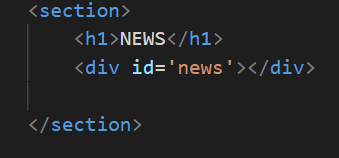 <section>
<h1>NEWS</h1>
<div id='news'></div>
</section>